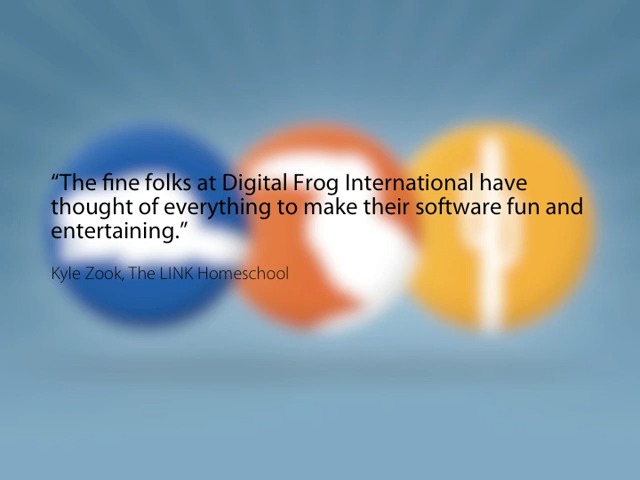 “The fine folks at Digital Frog International have
thought of everything to make their software fun and
entertaining.”
Kyle Zook, The LINK Homeschool